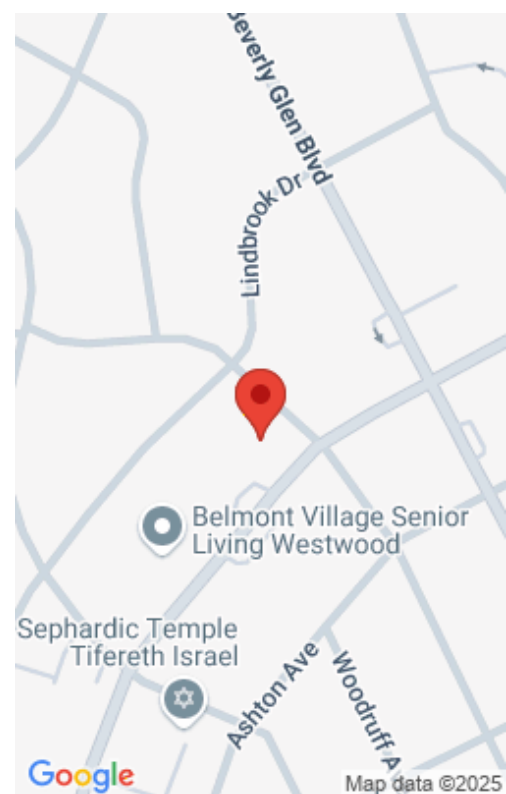 Beverly Glen Blvd
Lindbrook Dr
Belmont Village Senior
Living Westwood
Sephardic Temple
Tifereth Israel
Ashton Ave
Woodruff A
Google
Map data ©2025